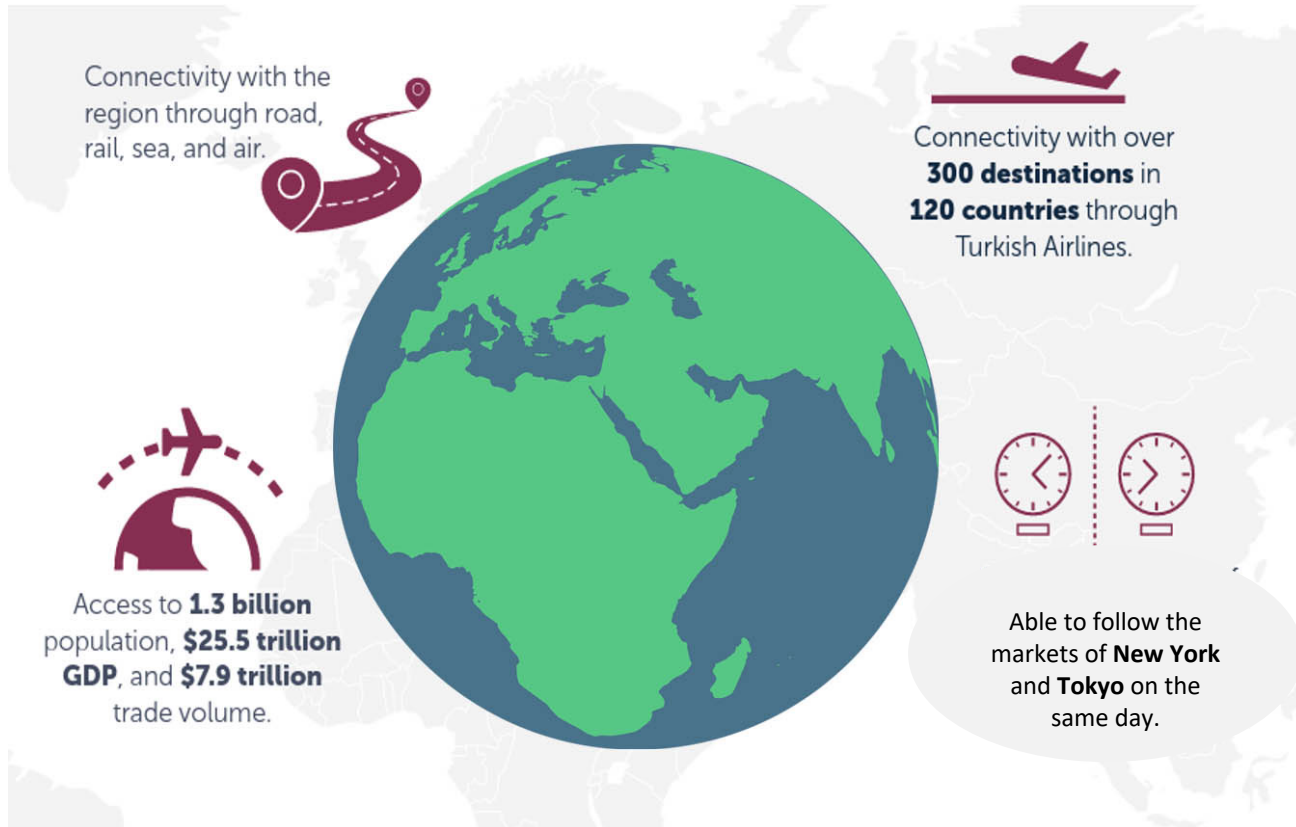 Connectivity with the
region through road,
rail, sea, and air.
Connectivity with over
300 destinations in
120 countries through
Turkish Airlines.
Access to 1.3 billion
population, $25.5 trillion
GDP, and $7.9 trillion
trade volume.
Able to follow the
markets of New York
and Tokyo on the
same day.